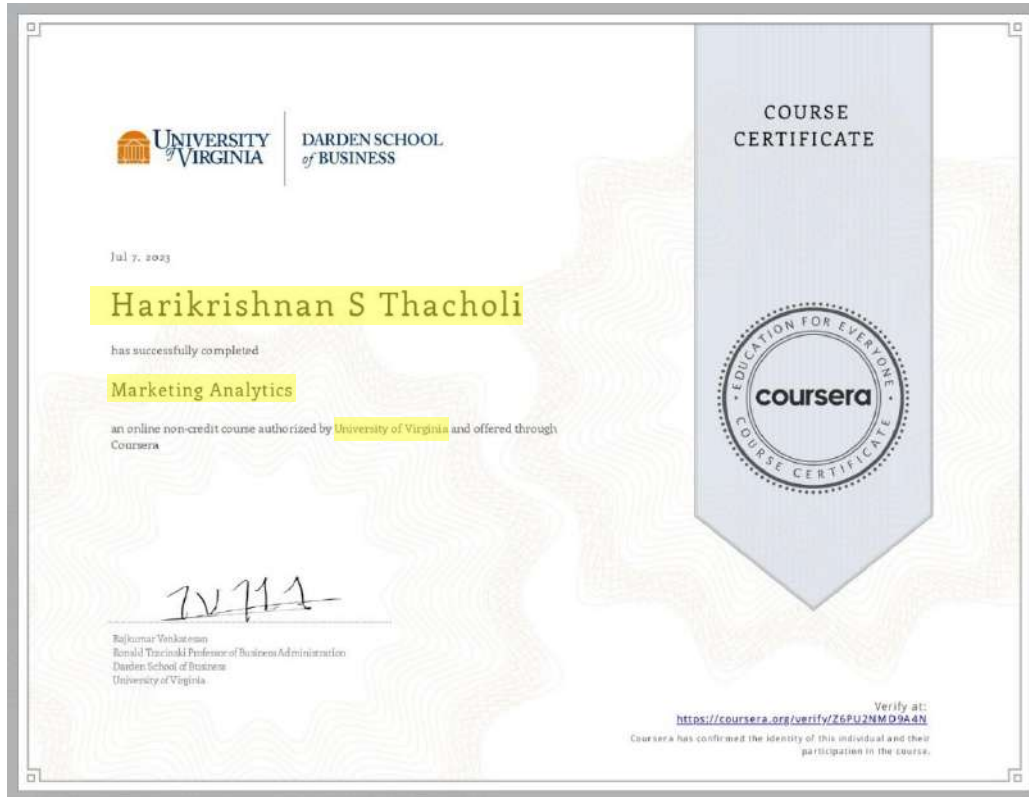 UNIVERSITY
of VIRGINIA
DARDEN SCHOOL
of BUSINESS
COURSE
CERTIFICATE
Jul 7, 2023
Harikrishnan S Thacholi
has successfully completed
Marketing Analytics
an online non-credit course authorized by University of Virginia and offered through
Coursera
EDUCATION FOR EVERYONE
coursera
COURSE CERTIFICATE
Rajkumar Venkatesan
Ronald Trzcinski Professor of Business Administration
Darden School of Business
University of Virginia
Verify at:
https://coursera.org/verify/Z6PU2NMD9A4N
Coursera has confirmed the identity of this individual and their
participation in the course.